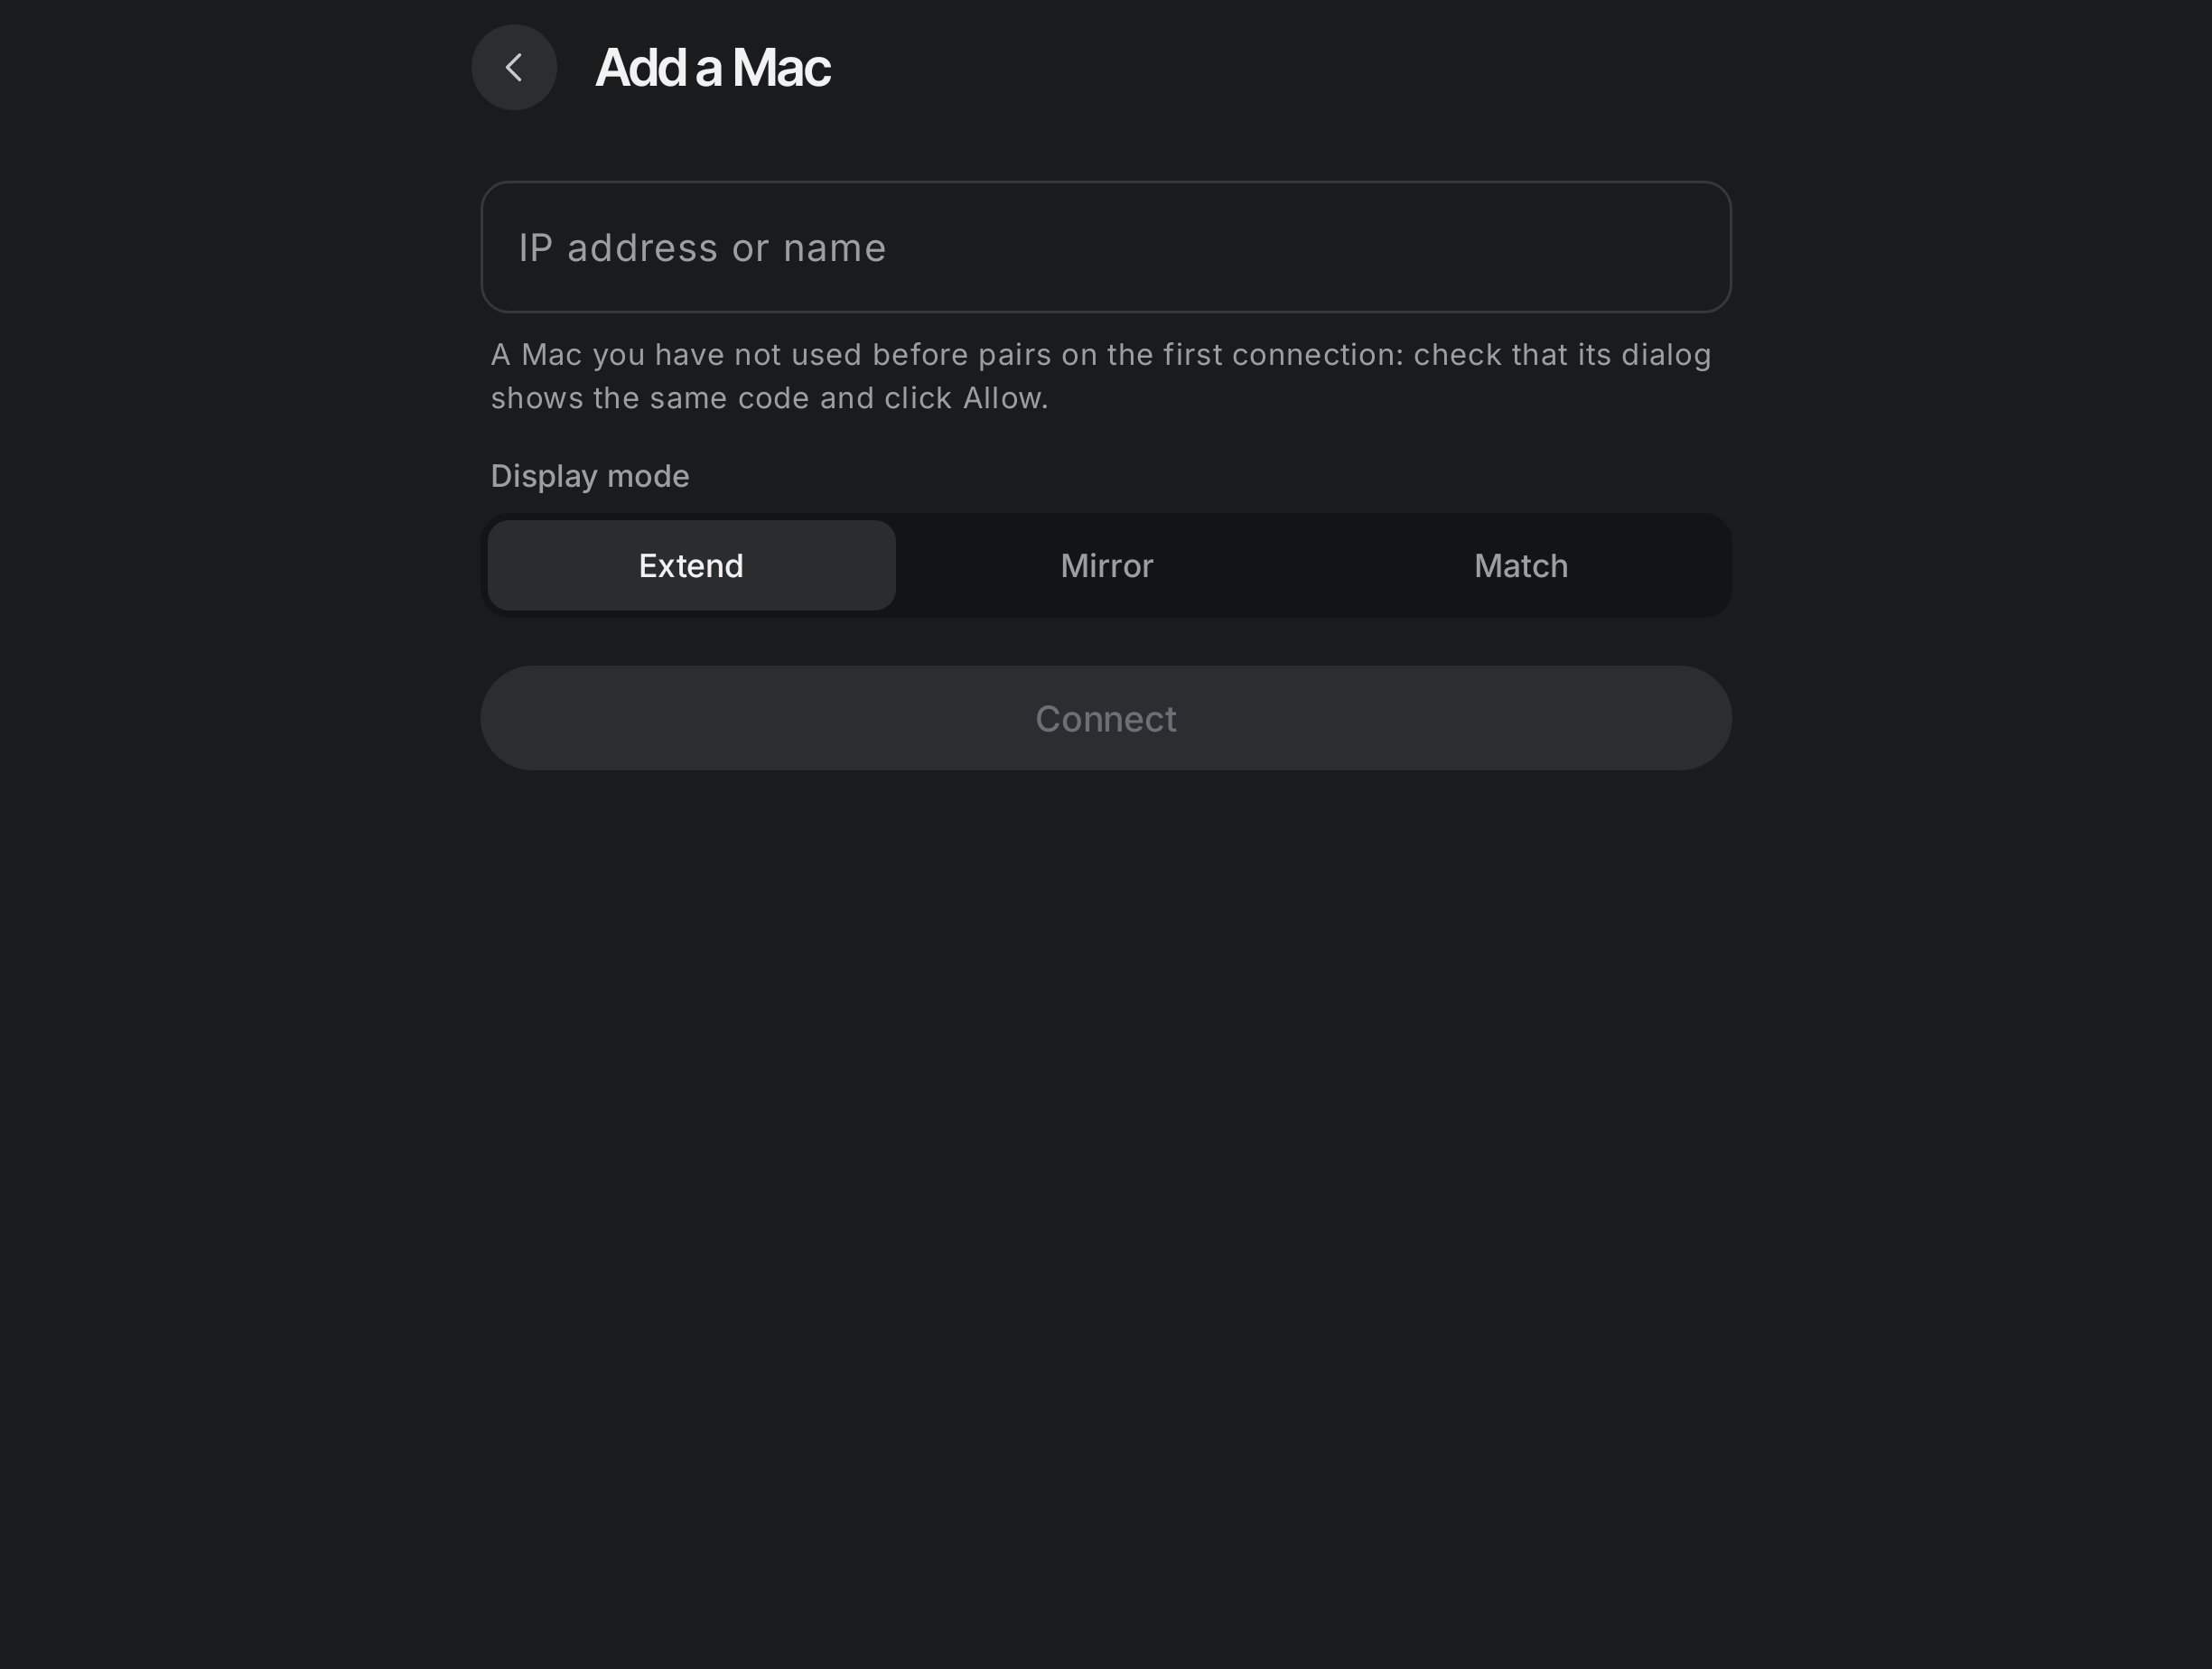 Add a Mac
IP address or name
A Mac you have not used before pairs on the first connection: check that its dialog
shows the same code and click Allow.
Display mode
Extend
Mirror
Match
Connect